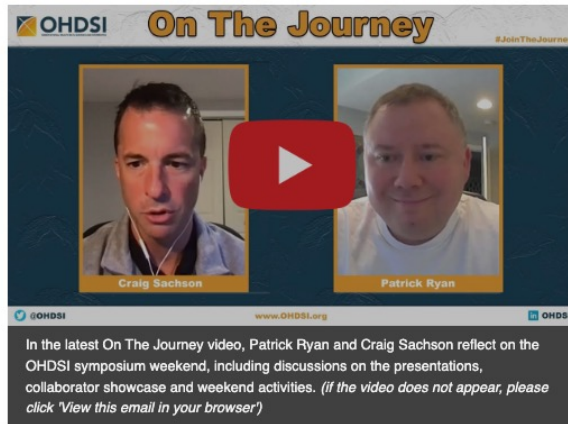 OHDSI
On The Journey
#JoinTheJourne
Craig Sachson
Patrick Ryan
@OHDSI
www.OHDSI.org
OHDS
In the latest On The Journey video, Patrick Ryan and Craig Sachson reflect on the
OHDSI symposium weekend, including discussions on the presentations,
collaborator showcase and weekend activities. (if the video does not appear, please
click 'View this email in your browser')